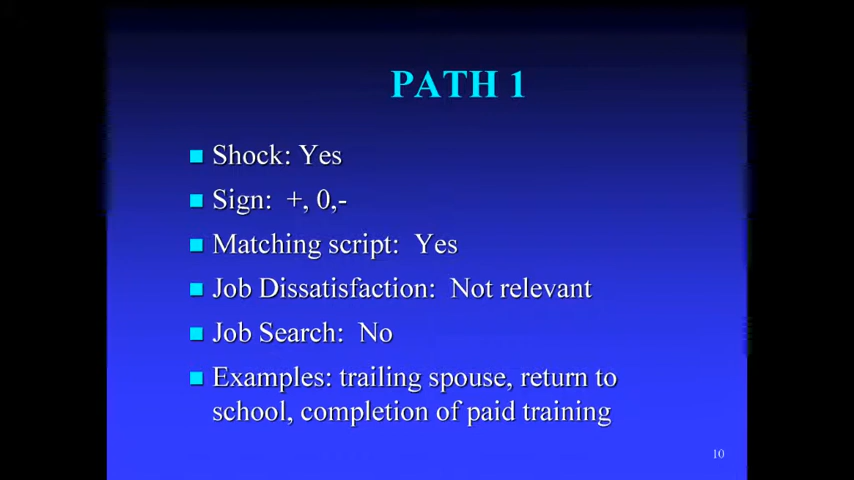 PATH 1
Shock: Yes
Sign: +, 0,-
Matching script: Yes
Job Dissatisfaction: Not relevant
Job Search: No
Examples: trailing spouse, return to
school, completion of paid training
10